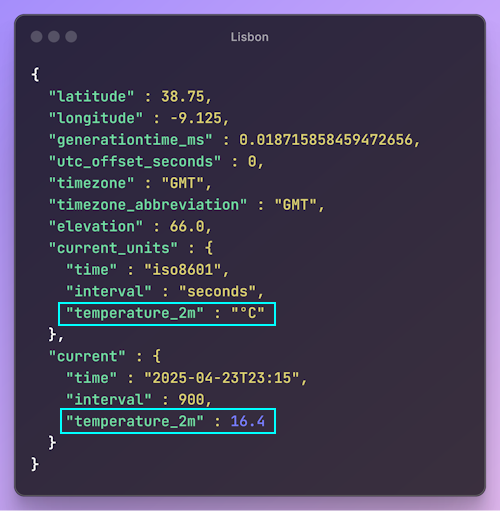 Lisbon
{
"latitude" : 38.75,
"longitude" : -9.125,
"generationtime_ms" : 0.018715858459472656,
"utc_offset_seconds" : 0,
"timezone" : "GMT",
"timezone_abbreviation" : "GMT",
"elevation" : 66.0,
"current_units" : {
"time" : "iso8601",
"interval" : "seconds",
"temperature_2m" : "°C"
},
"current" : {
"time" : "2025-04-23T23:15",
"interval" : 900,
"temperature_2m" : 16.4
}
}